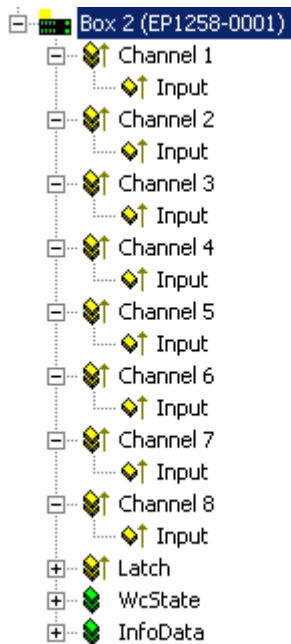 Box 2 (EP1258-0001)
Channel 1
Input
Channel 2
Input
Channel 3
Input
Channel 4
Input
Channel 5
Input
Channel 6
Input
Channel 7
Input
Channel 8
Input
Latch
WcState
InfoData